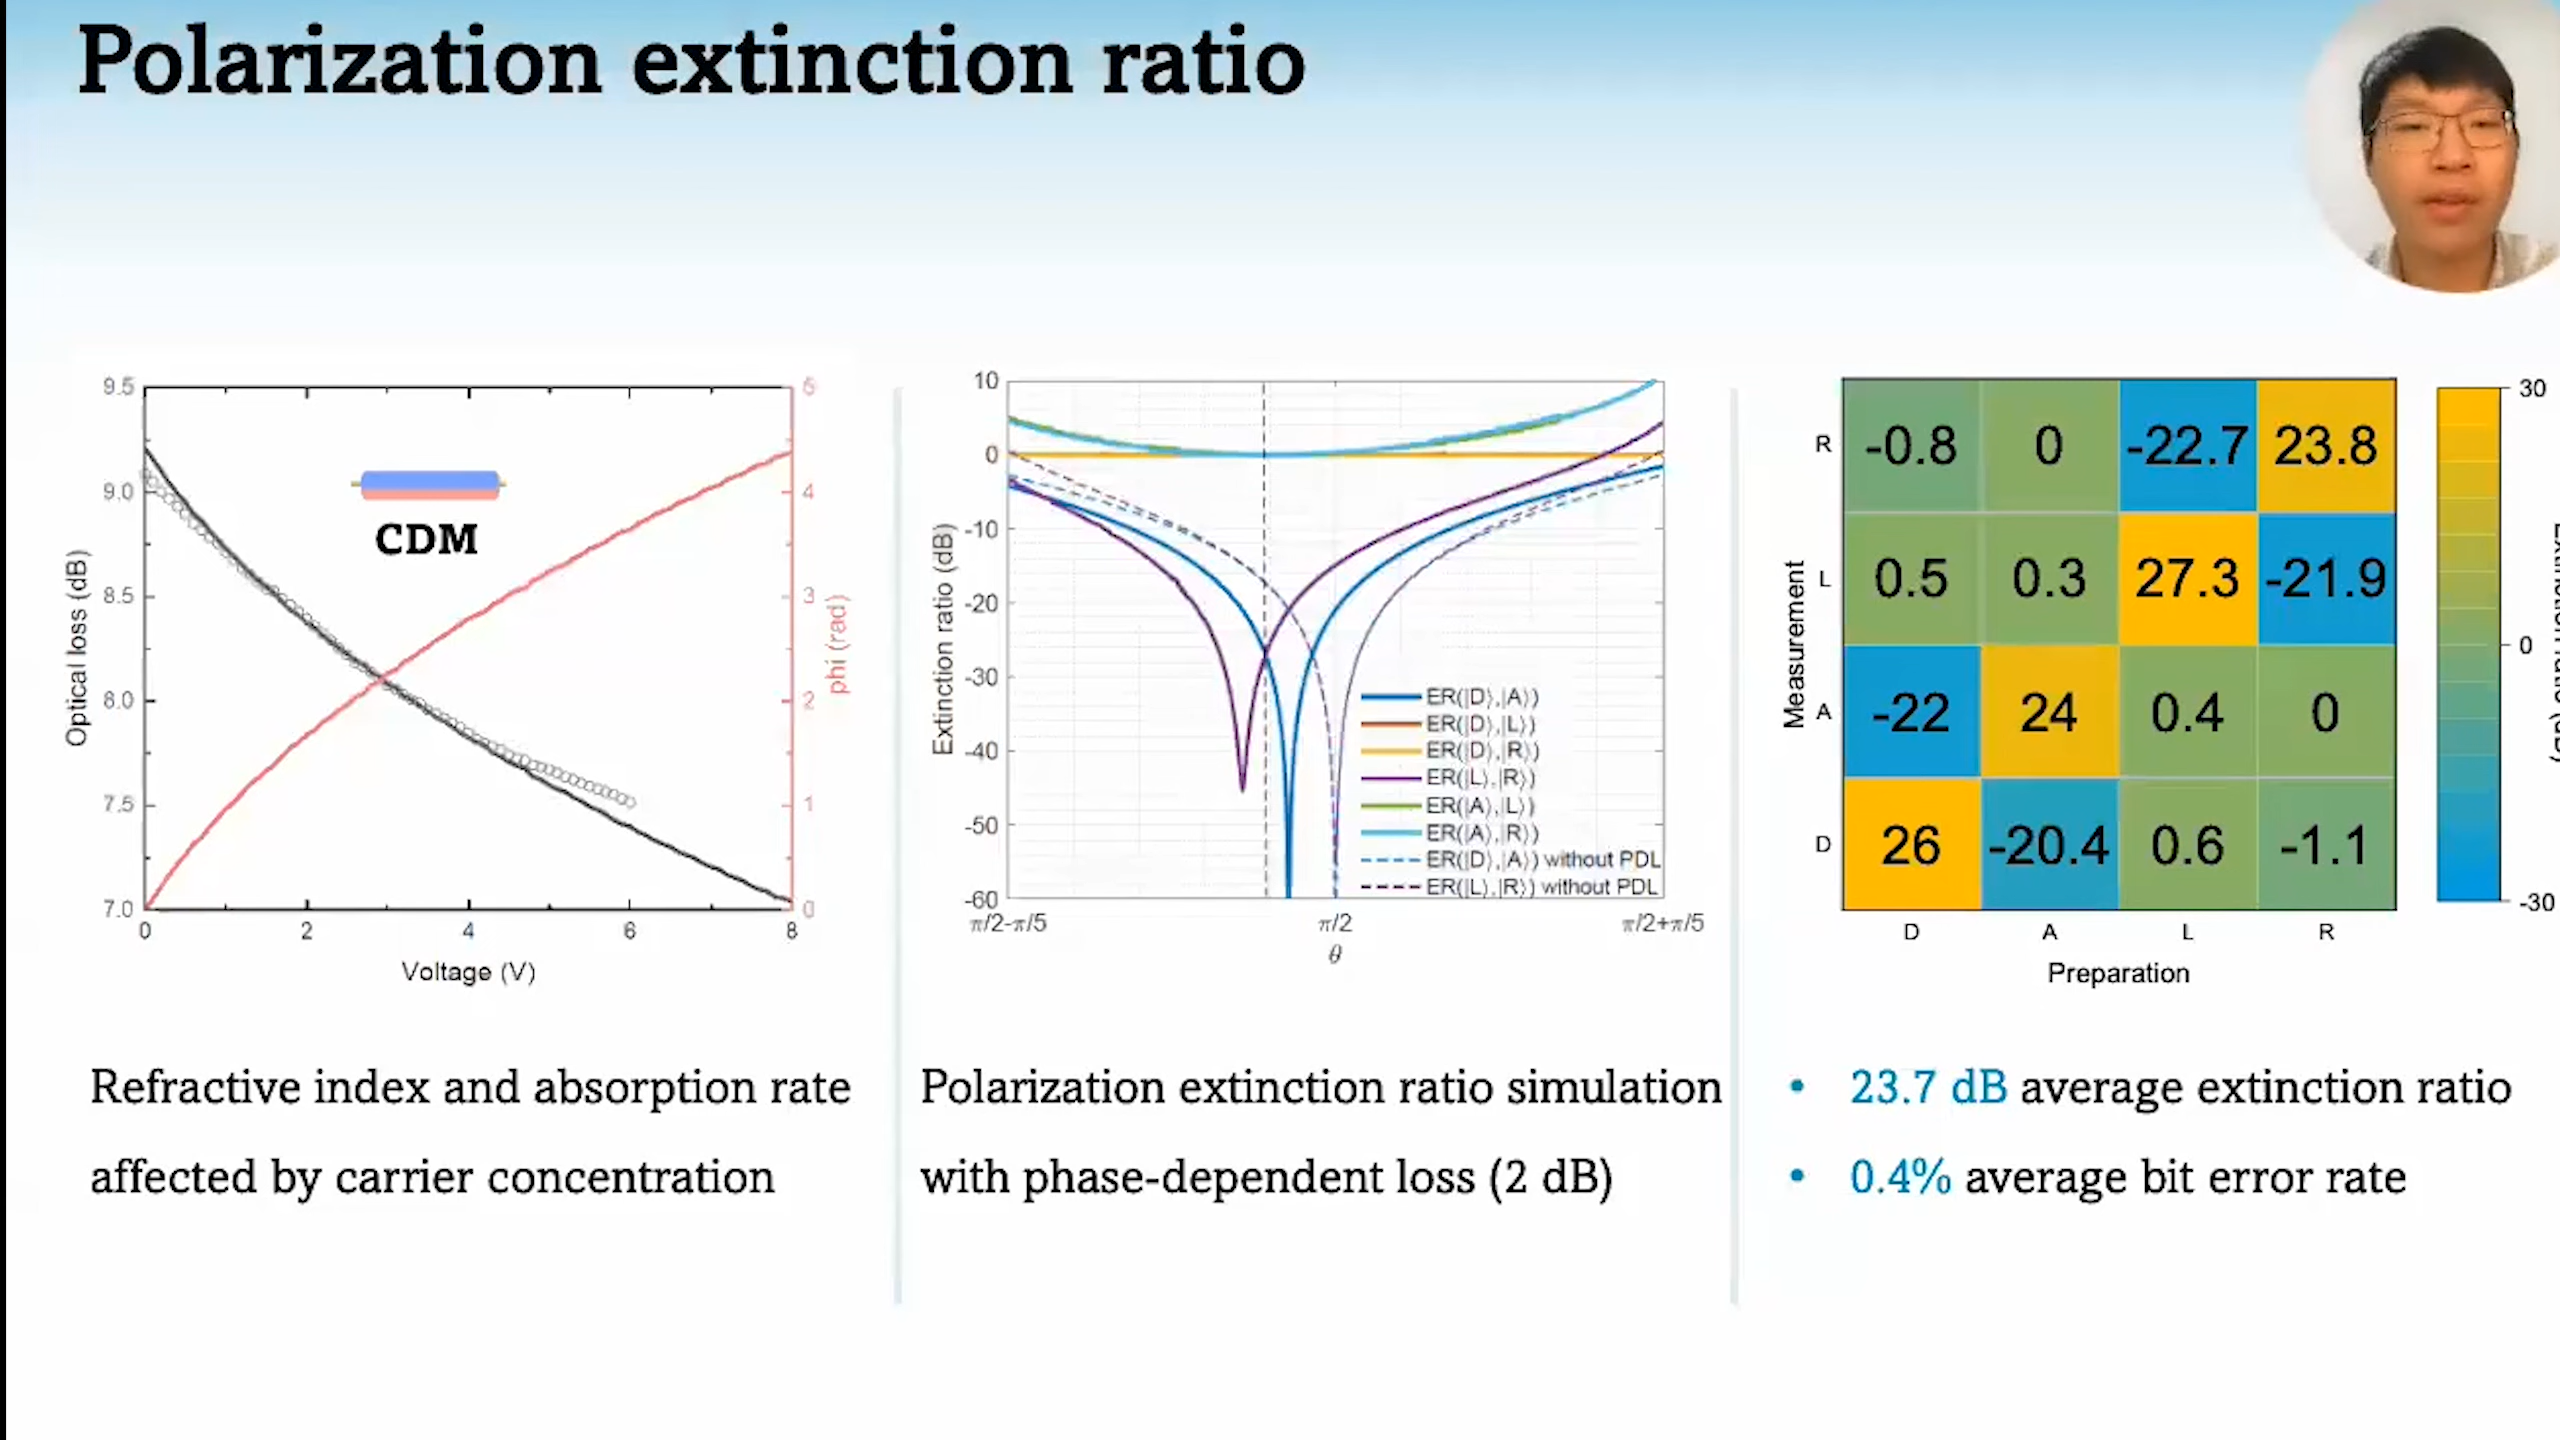 Polarization extinction ratio
9.5
9.0
8.5
8.0
7.5
7.0
Optical loss (dB)
CDM
5
4
3
2
1
0
phi (rad)
0 2 4 6 8
Voltage (V)
Refractive index and absorption rate
affected by carrier concentration
10
0
-10
-20
-30
-40
-50
-60
Extinction ratio (dB)
ER(|D⟩,|A⟩)
ER(|D⟩,|L⟩)
ER(|D⟩,|R⟩)
ER(|L⟩,|R⟩)
ER(|A⟩,|L⟩)
ER(|A⟩,|R⟩)
ER(|D⟩,|A⟩) without PDL
ER(|L⟩,|R⟩) without PDL
π/2-π/5 π/2 π/2+π/5
θ
Polarization extinction ratio simulation
with phase-dependent loss (2 dB)
Measurement
R -0.8 0 -22.7 23.8
L 0.5 0.3 27.3 -21.9
A -22 24 0.4 0
D 26 -20.4 0.6 -1.1
D A L R
Preparation
30
0
-30
• 23.7 dB average extinction ratio
• 0.4% average bit error rate